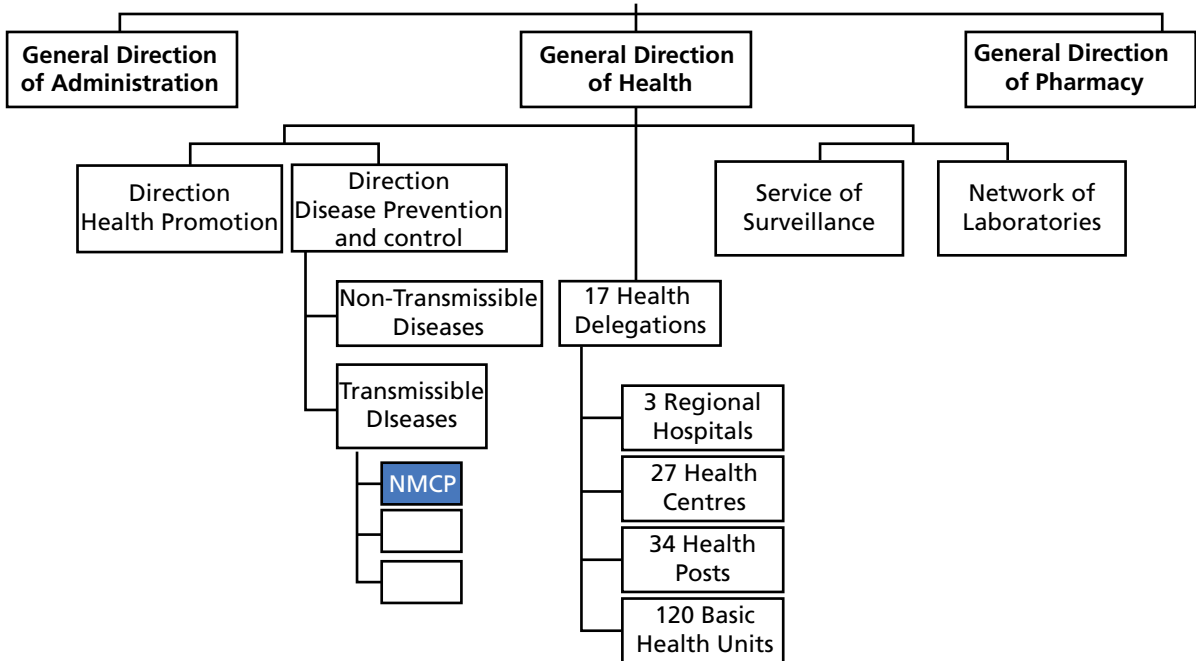 General Direction
of Administration
General Direction
of Health
General Direction
of Pharmacy
Direction
Health Promotion
Direction
Disease Prevention
and control
Service of
Surveillance
Network of
Laboratories
Non-Transmissible
Diseases
17 Health
Delegations
Transmissible
DIseases
NMCP
3 Regional
Hospitals
27 Health
Centres
34 Health
Posts
120 Basic
Health Units